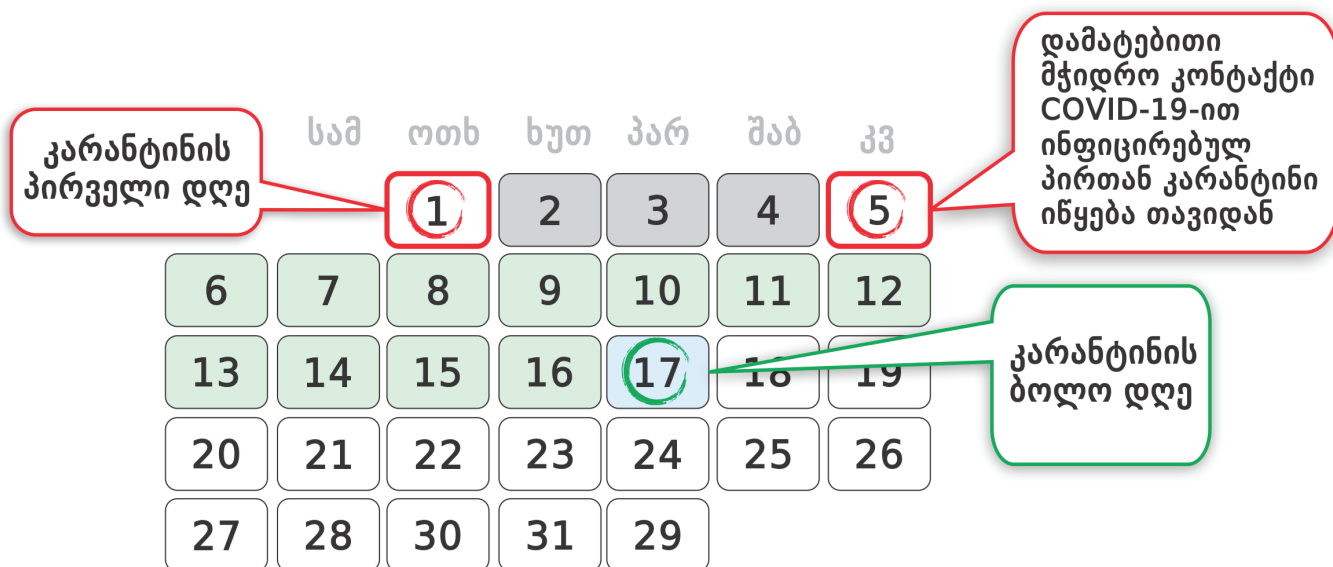 დამატებითი
მჭიდრო კონტაქტი
COVID-19-ით
ინფიცირებულ
პირთან კარანტინი
იწყება თავიდან
კარანტინის
პირველი დღე
სამ ოთხ ხუთ პარ შაბ კვ
1 2 3 4 5
6 7 8 9 10 11 12
13 14 15 16 17 18 19
კარანტინის
ბოლო დღე
20 21 22 23 24 25 26
27 28 30 31 29